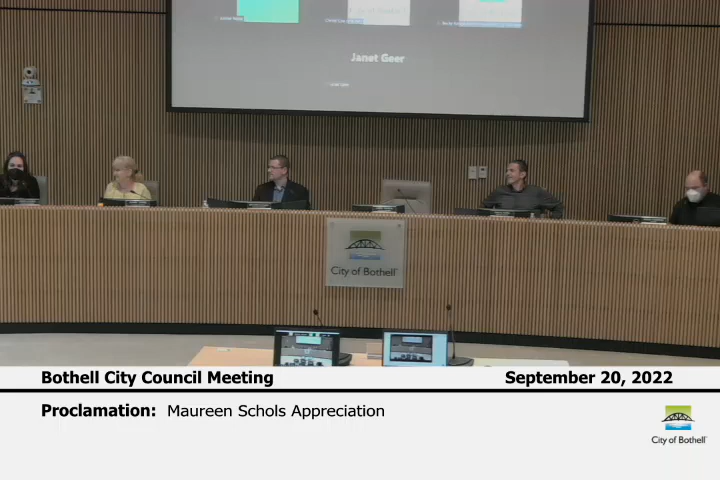 Janet Geer
City of Bothell
Bothell City Council Meeting
September 20, 2022
Proclamation: Maureen Schols Appreciation
City of Bothell